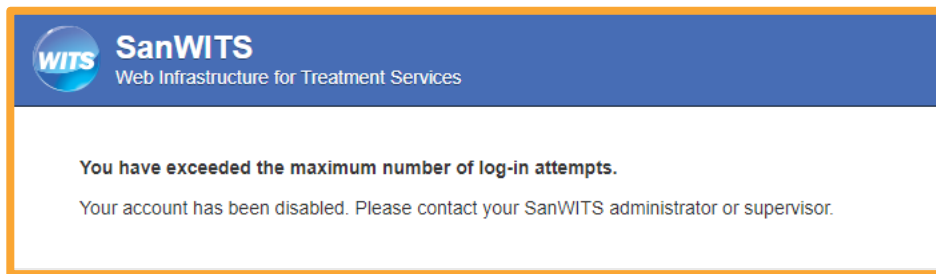 WITS
SanWITS
Web Infrastructure for Treatment Services
You have exceeded the maximum number of log-in attempts.
Your account has been disabled. Please contact your SanWITS administrator or supervisor.